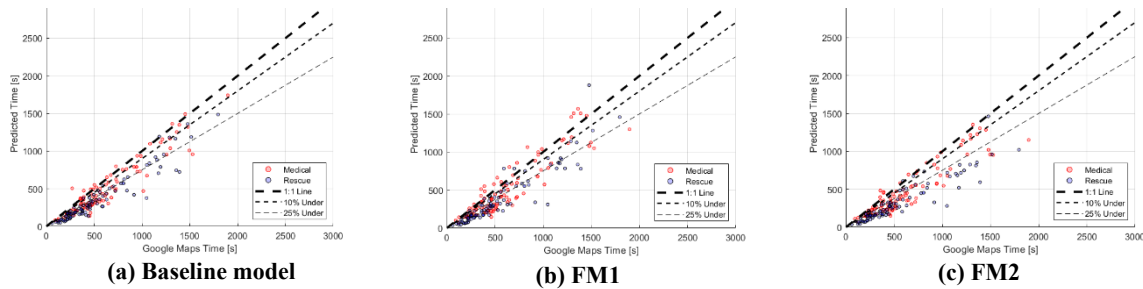 2500
2000
1500
1000
500
0
Predicted Time [s]
0 500 1000 1500 2000 2500 3000
Google Maps Time [s]
Medical
Rescue
1:1 Line
10% Under
25% Under
(a) Baseline model
2500
2000
1500
1000
500
0
Predicted Time [s]
0 500 1000 1500 2000 2500 3000
Google Maps Time [s]
Medical
Rescue
1:1 Line
10% Under
25% Under
(b) FM1
2500
2000
1500
1000
500
0
Predicted Time [s]
0 500 1000 1500 2000 2500 3000
Google Maps Time [s]
Medical
Rescue
1:1 Line
10% Under
25% Under
(c) FM2